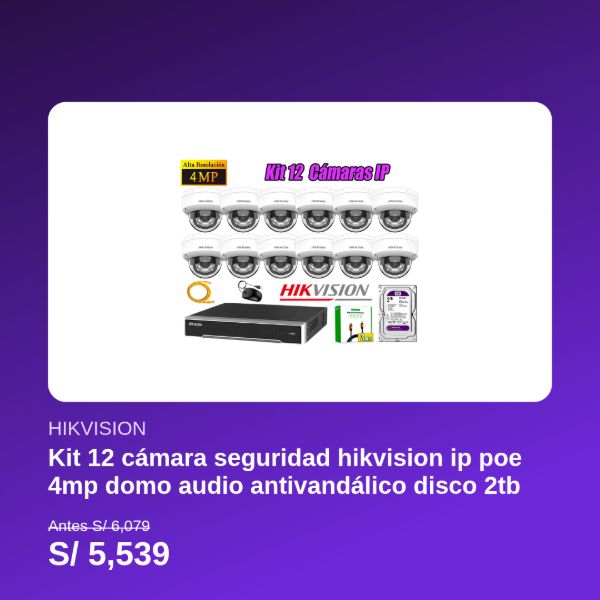 Alta Resolución
4MP
Kit 12 Cámaras IP
HIKVISION
HIKVISION
Kit 12 cámara seguridad hikvision ip poe
4mp domo audio antivandálico disco 2tb
Antes S/ 6,079
S/ 5,539